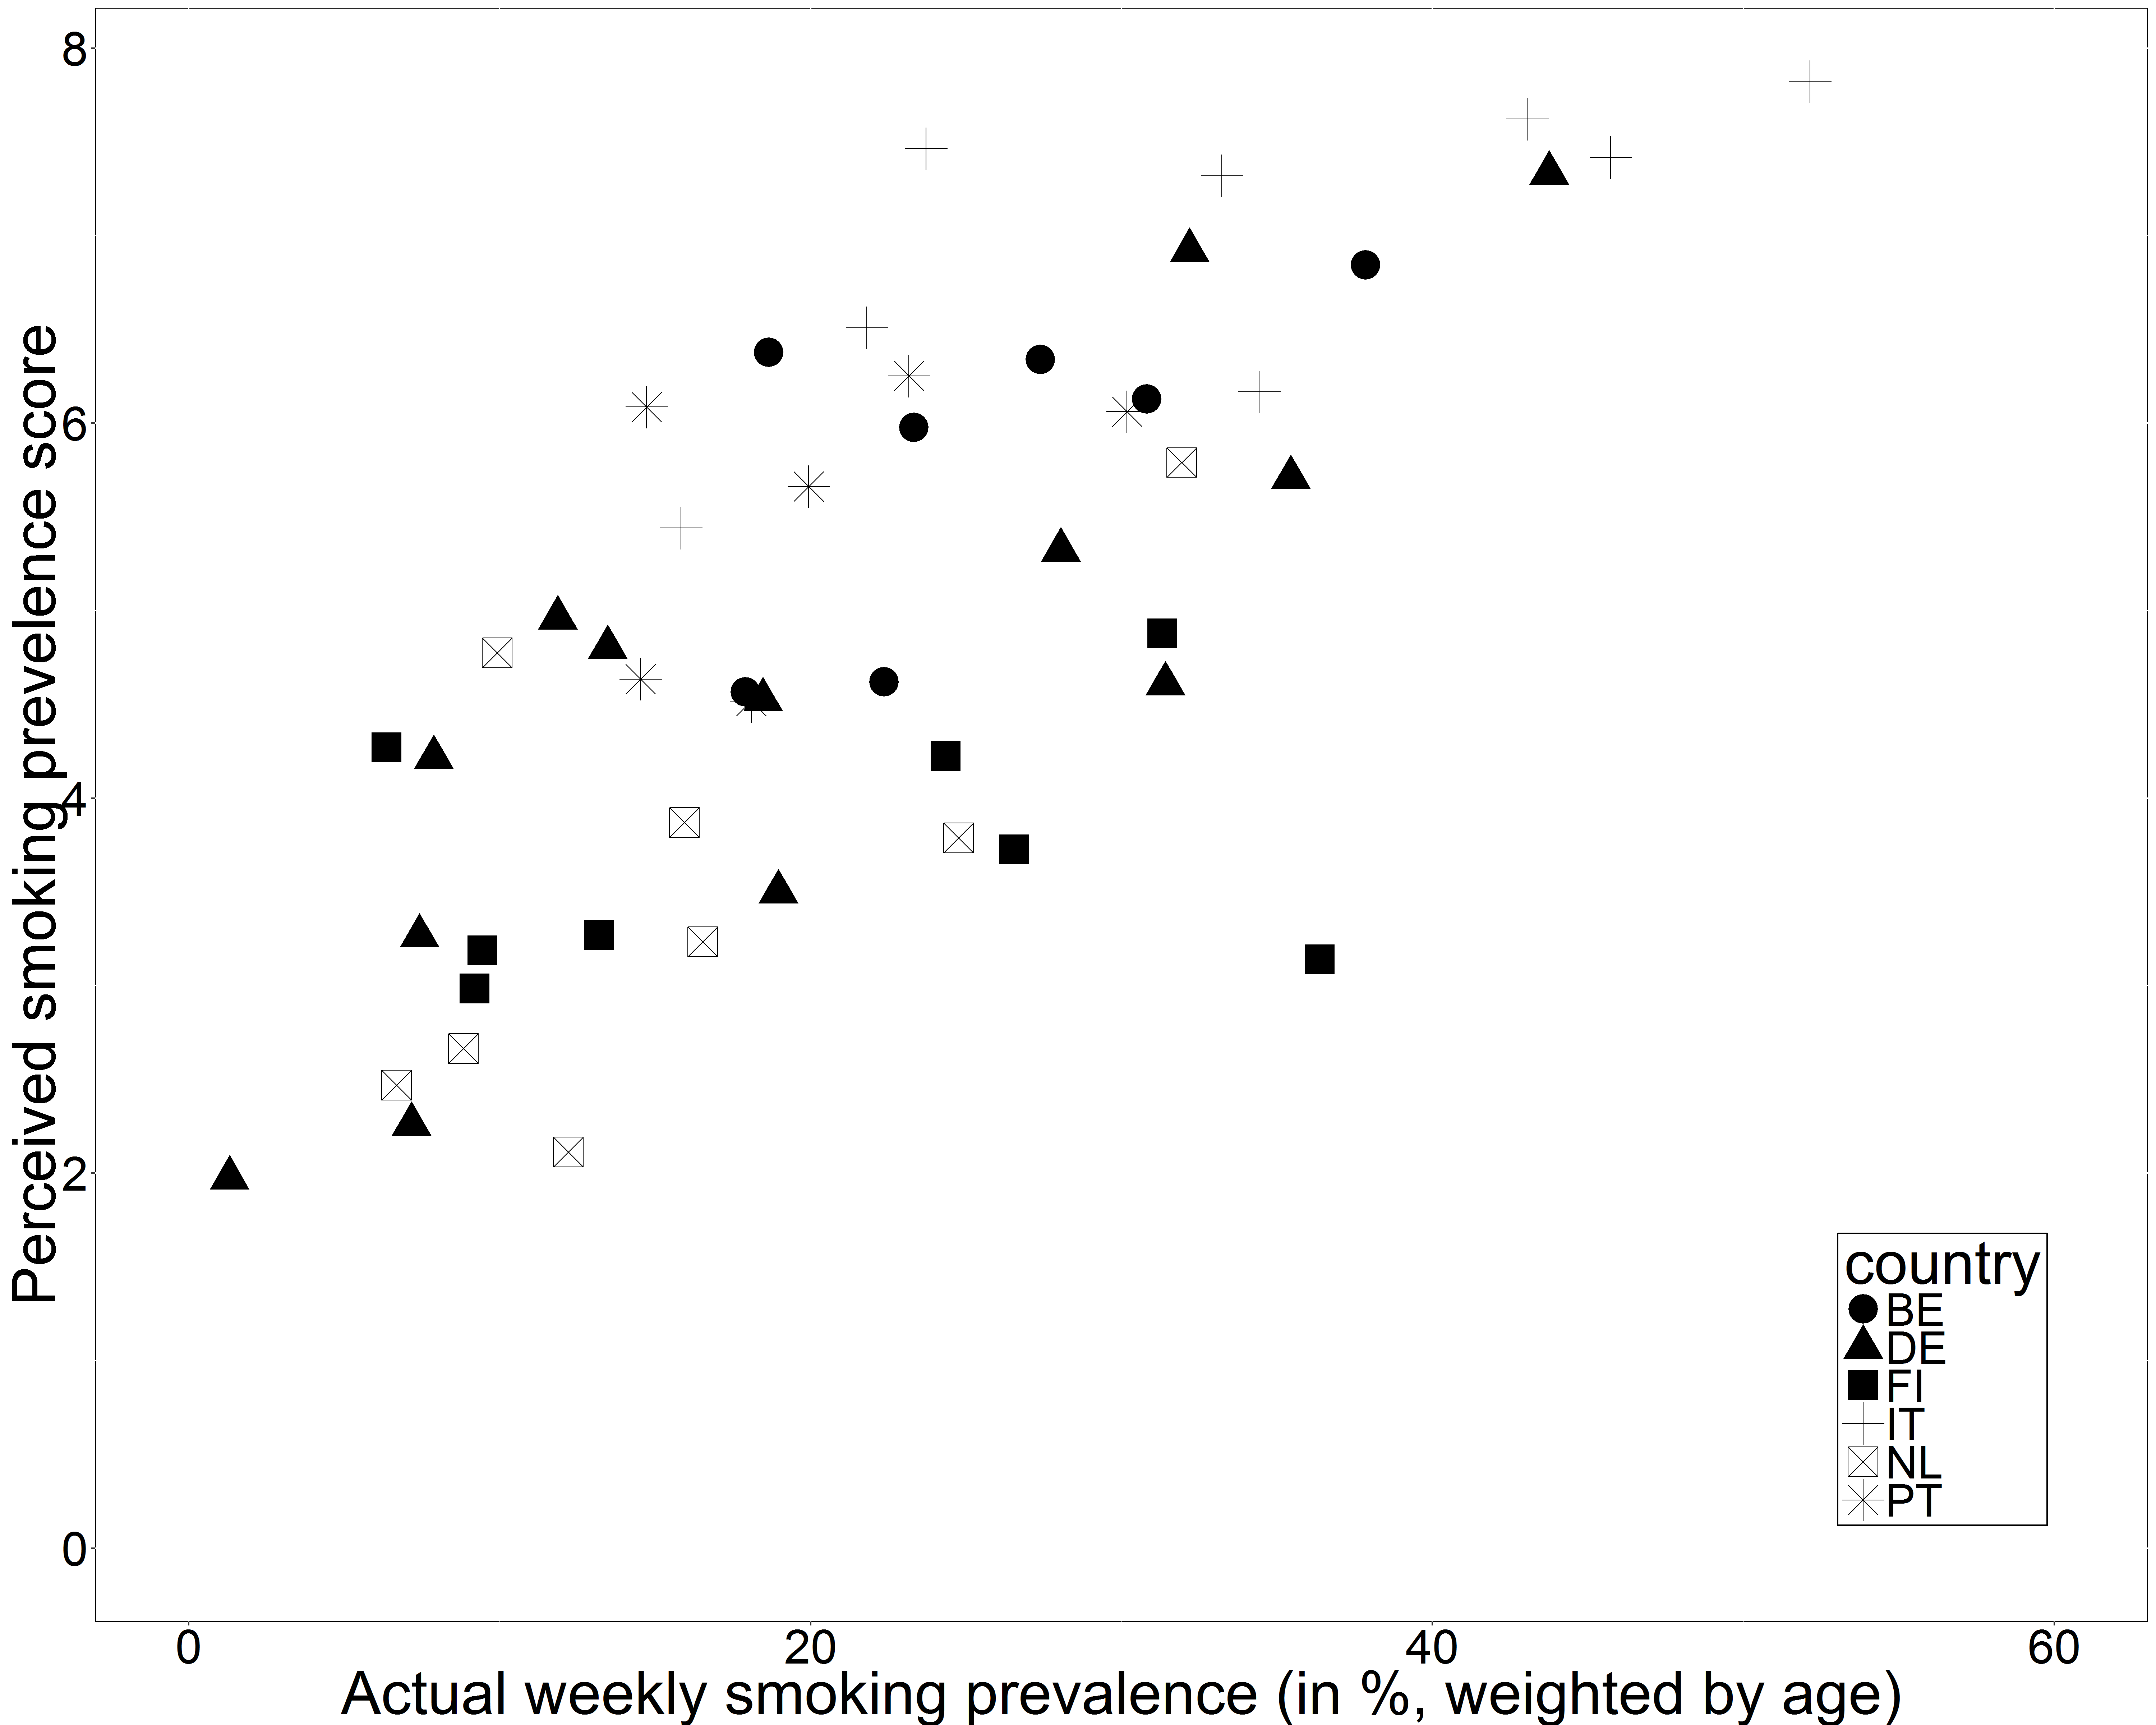 Perceived smoking prevelence score
8
6
4
2
0
0 20 40 60
Actual weekly smoking prevalence (in %, weighted by age)
country
BE
DE
FI
IT
NL
PT